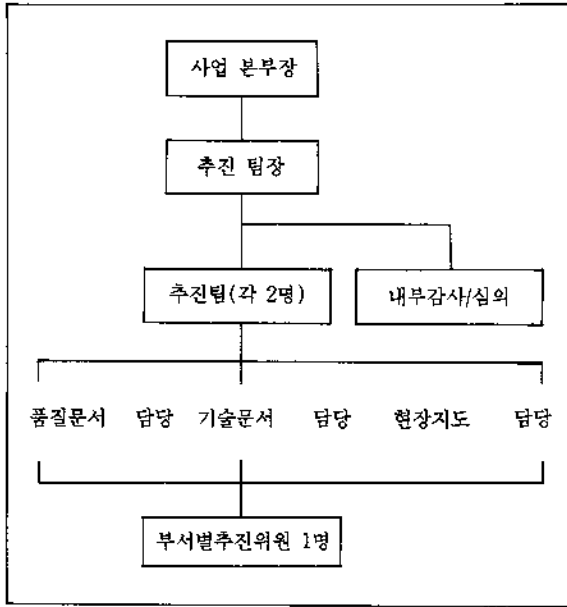 사업 본부장
추진 팀장
추진팀(각 2명)
내부감사/심의
품질문서 담당 기술문서 담당 현장지도 담당
부서별추진위원 1명